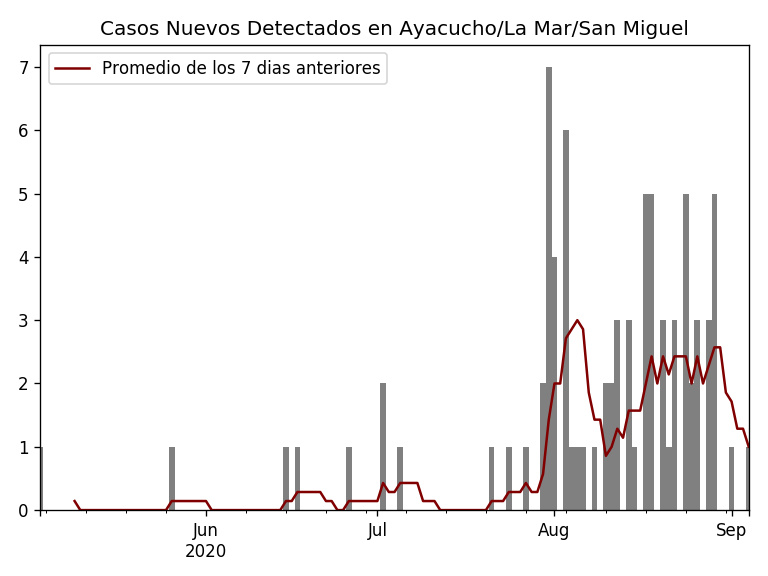 Casos Nuevos Detectados en Ayacucho/La Mar/San Miguel
Promedio de los 7 dias anteriores
7
6
5
4
3
2
1
0
Jun
2020
Jul
Aug
Sep